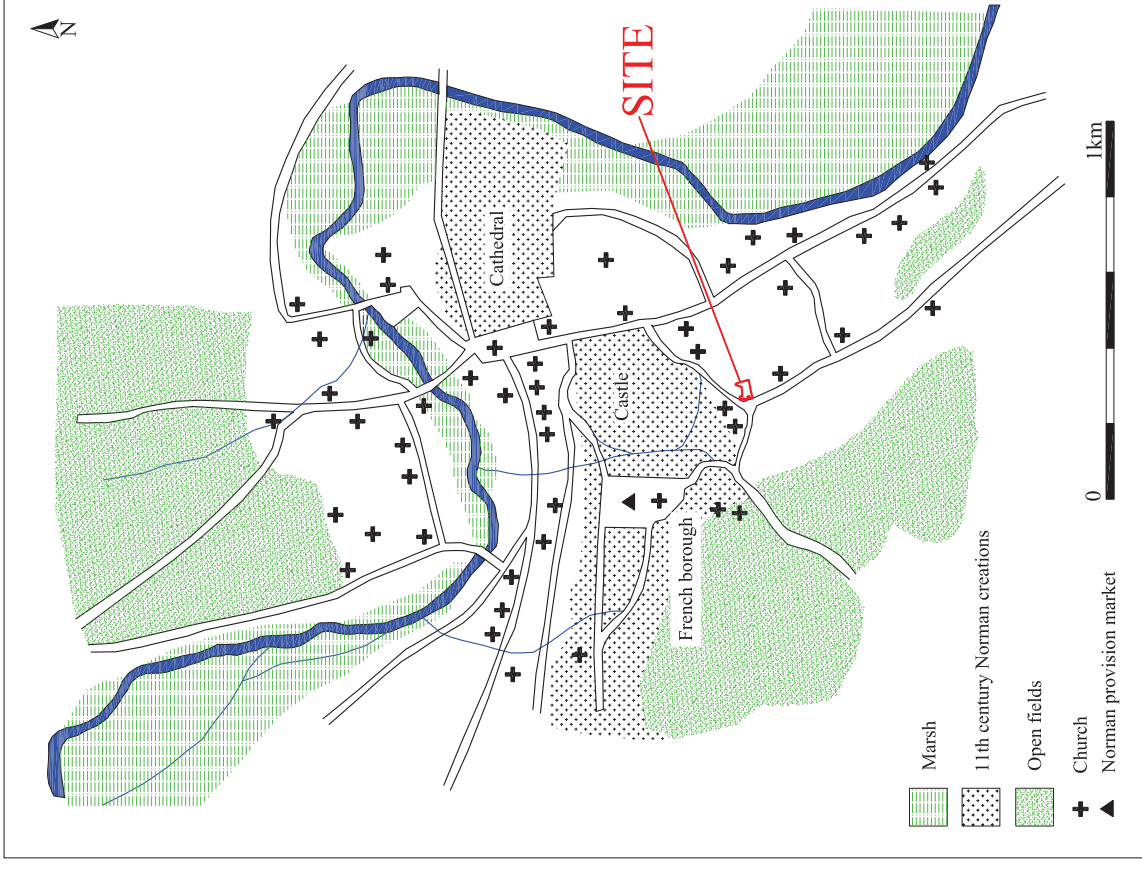 N
SITE
Cathedral
Castle
French borough
Marsh
11th century Norman creations
Open fields
Church
Norman provision market
0
1km